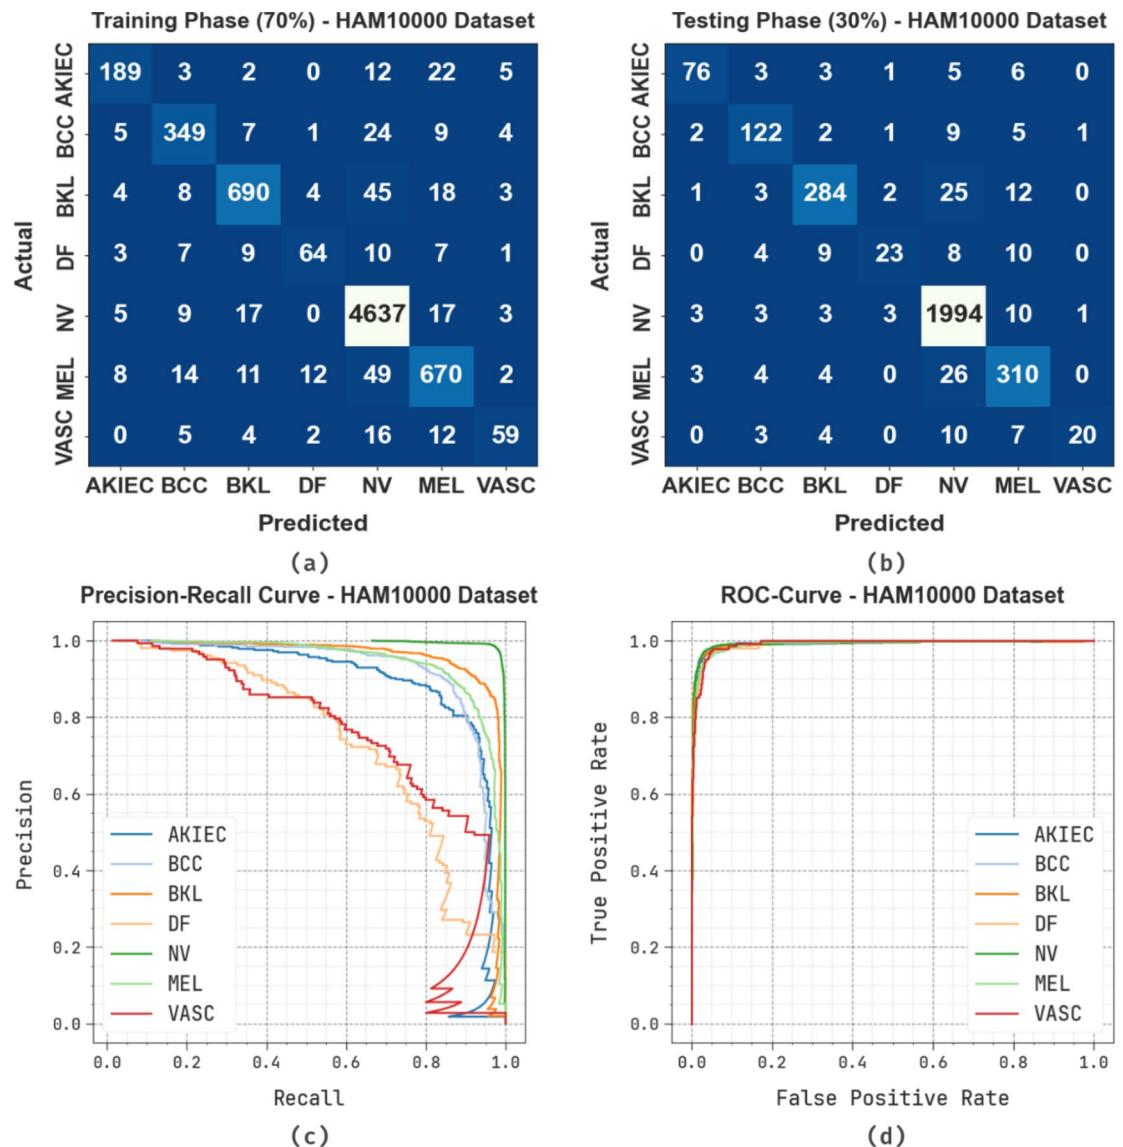 Training Phase (70%) - HAM10000 Dataset
Actual
AKIEC 189 3 2 0 12 22 5
BCC 5 349 7 1 24 9 4
BKL 4 8 690 4 45 18 3
DF 3 7 9 64 10 7 1
NV 5 9 17 0 4637 17 3
MEL 8 14 11 12 49 670 2
VASC 0 5 4 2 16 12 59
AKIEC BCC BKL DF NV MEL VASC
Predicted
(a)
Testing Phase (30%) - HAM10000 Dataset
Actual
AKIEC 76 3 3 1 5 6 0
BCC 2 122 2 1 9 5 1
BKL 1 3 284 2 25 12 0
DF 0 4 9 23 8 10 0
NV 3 3 3 3 1994 10 1
MEL 3 4 4 0 26 310 0
VASC 0 3 4 0 10 7 20
AKIEC BCC BKL DF NV MEL VASC
Predicted
(b)
Precision-Recall Curve - HAM10000 Dataset
Precision
1.0
0.8
0.6
0.4
0.2
0.0
AKIEC
BCC
BKL
DF
NV
MEL
VASC
0.0 0.2 0.4 0.6 0.8 1.0
Recall
(c)
ROC-Curve - HAM10000 Dataset
True Positive Rate
1.0
0.8
0.6
0.4
0.2
0.0
AKIEC
BCC
BKL
DF
NV
MEL
VASC
0.0 0.2 0.4 0.6 0.8 1.0
False Positive Rate
(d)